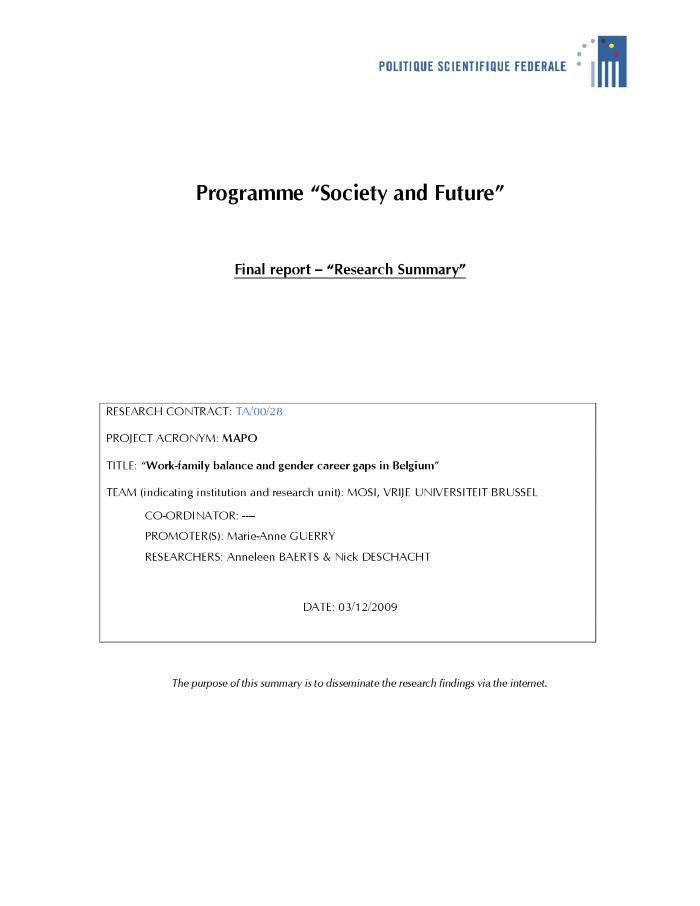 POLITIQUE SCIENTIFIQUE FEDERALE
Programme “Society and Future”
Final report – “Research Summary”
RESEARCH CONTRACT: TA/00/28
PROJECT ACRONYM: MAPO
TITLE: “Work-family balance and gender career gaps in Belgium”
TEAM (indicating institution and research unit): MOSI, VRIJE UNIVERSITEIT BRUSSEL
CO-ORDINATOR: ----
PROMOTER(S): Marie-Anne GUERRY
RESEARCHERS: Anneleen BAERTS & Nick DESCHACHT
DATE: 03/12/2009
The purpose of this summary is to disseminate the research findings via the internet.